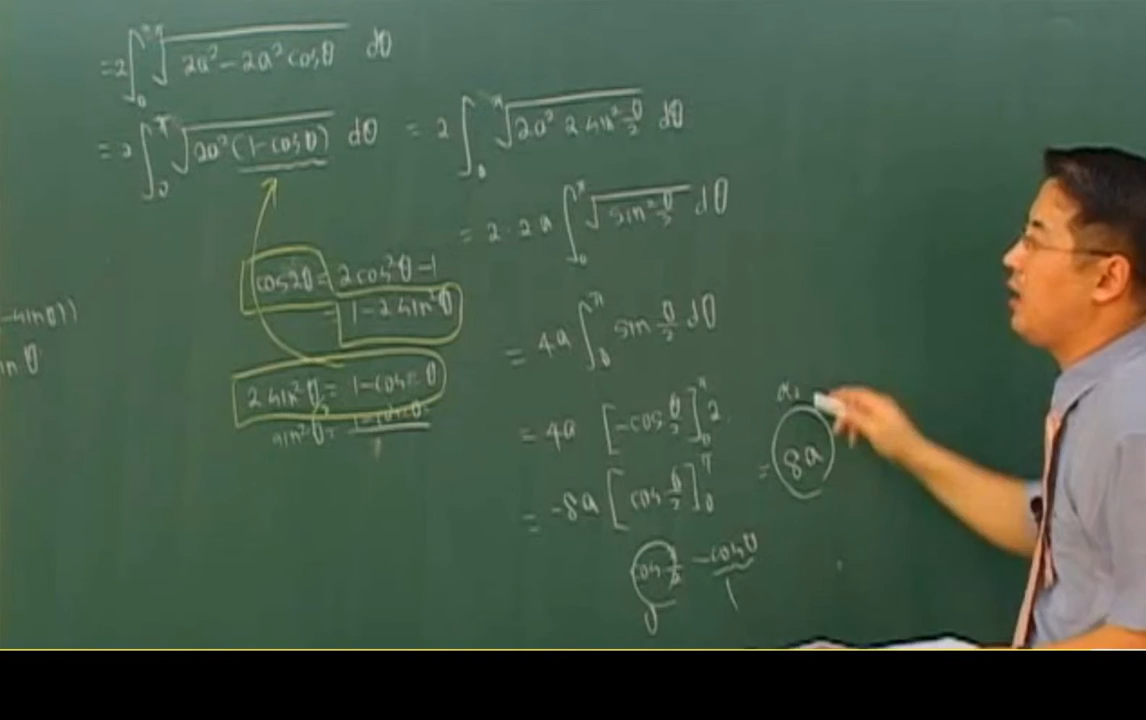 =2∫₀^π √(2a²-2a²cosθ) dθ
=2∫₀^π √(2a²(1-cosθ)) dθ = 2∫₀^π √(2a² 2sin²θ/2) dθ
= 2·2a ∫₀^π √(sin²θ/2) dθ
cos2θ = 2cos²θ-1
= 1-2sin²θ
-sinθ))
= 4a ∫₀^π sin θ/2 dθ
2sin²θ/2 = 1-cos θ
= 4a [-cos θ/2]₀^π 2
= -8a [cos θ/2]₀^π = 8a
-cosθ